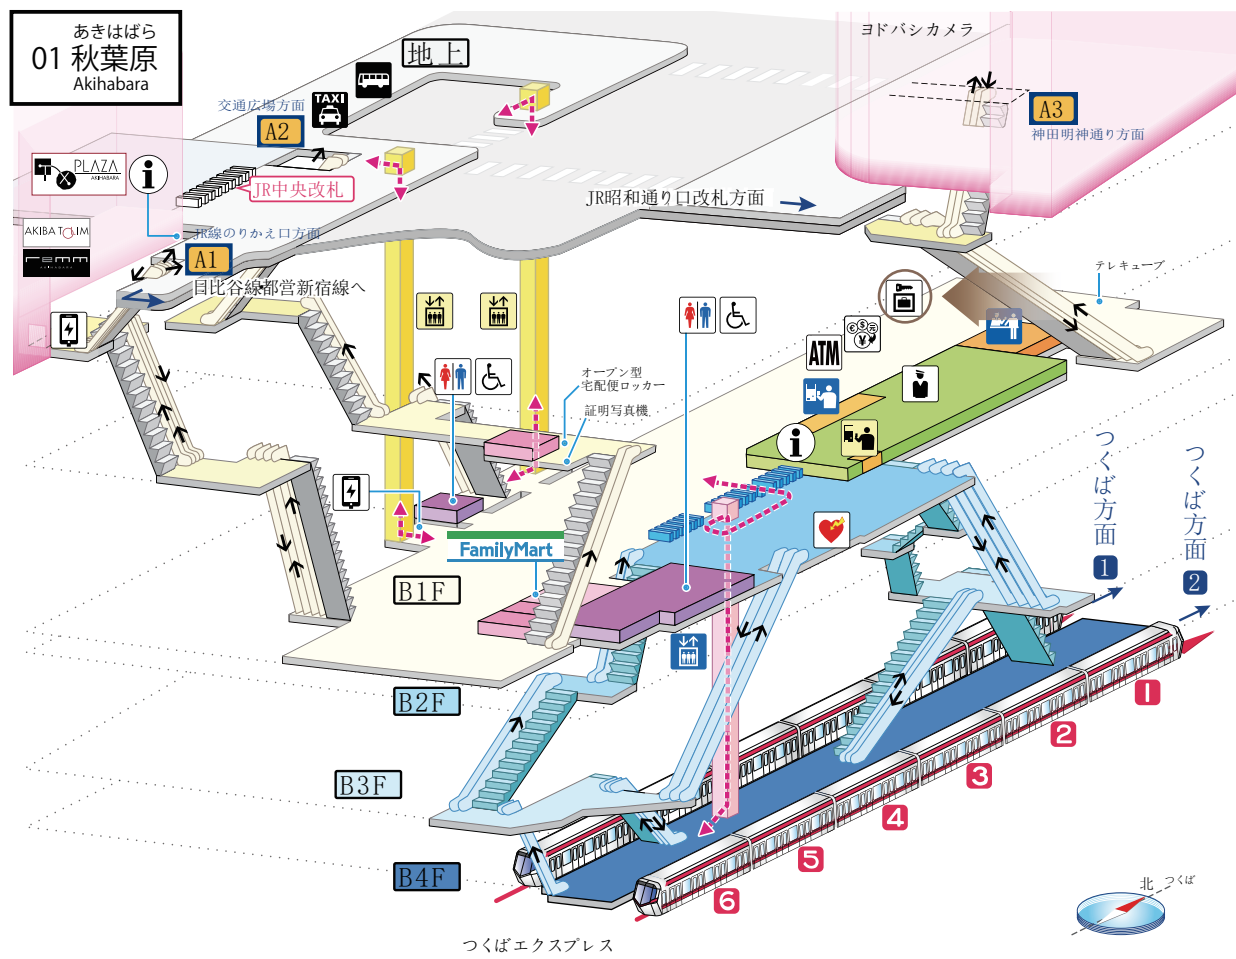 あきはばら
01 秋葉原
Akihabara
地上
ヨドバシカメラ
TAXI
交通広場方面
A2
A3
神田明神通り方面
PLAZA
AKIHABARA
i
JR中央改札
JR昭和通り口改札方面
AKIBA TOLIM
JR線のりかえ口方面
remm
A1
日比谷線都営新宿線へ
テレキューブ
ATM
オープン型
宅配便ロッカー
証明写真機
i
FamilyMart
つくば方面
1
つくば方面
2
B1F
B2F
B3F
B4F
1
2
3
4
5
6
北
つくば
つくばエクスプレス